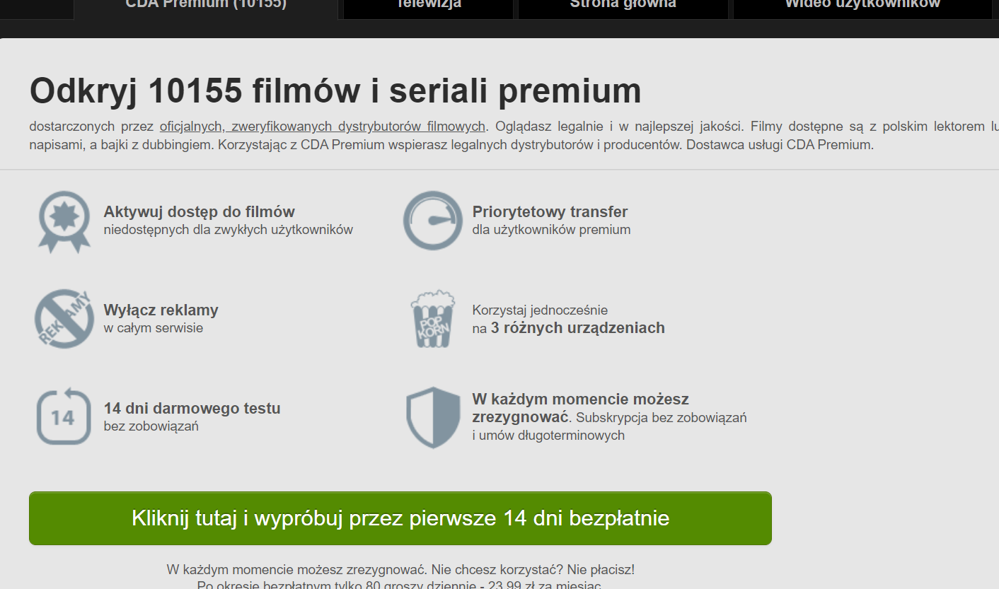 CDA Premium (10155)
Telewizja
Strona główna
Wideo użytkowników
Odkryj 10155 filmów i seriali premium
dostarczonych przez oficjalnych, zweryfikowanych dystrybutorów filmowych. Oglądasz legalnie i w najlepszej jakości. Filmy dostępne są z polskim lektorem
napisami, a bajki z dubbingiem. Korzystając z CDA Premium wspierasz legalnych dystrybutorów i producentów. Dostawca usługi CDA Premium.
Aktywuj dostęp do filmów
niedostępnych dla zwykłych użytkowników
Priorytetowy transfer
dla użytkowników premium
REKLAMY
Wyłącz reklamy
w całym serwisie
POP
KORN
Korzystaj jednocześnie
na 3 różnych urządzeniach
14
14 dni darmowego testu
bez zobowiązań
W każdym momencie możesz
zrezygnować. Subskrypcja bez zobowiązań
i umów długoterminowych
Kliknij tutaj i wypróbuj przez pierwsze 14 dni bezpłatnie
W każdym momencie możesz zrezygnować. Nie chcesz korzystać? Nie płacisz!
Po okresie bezpłatnym tylko 80 groszy dziennie - 23,99 zł za miesiąc